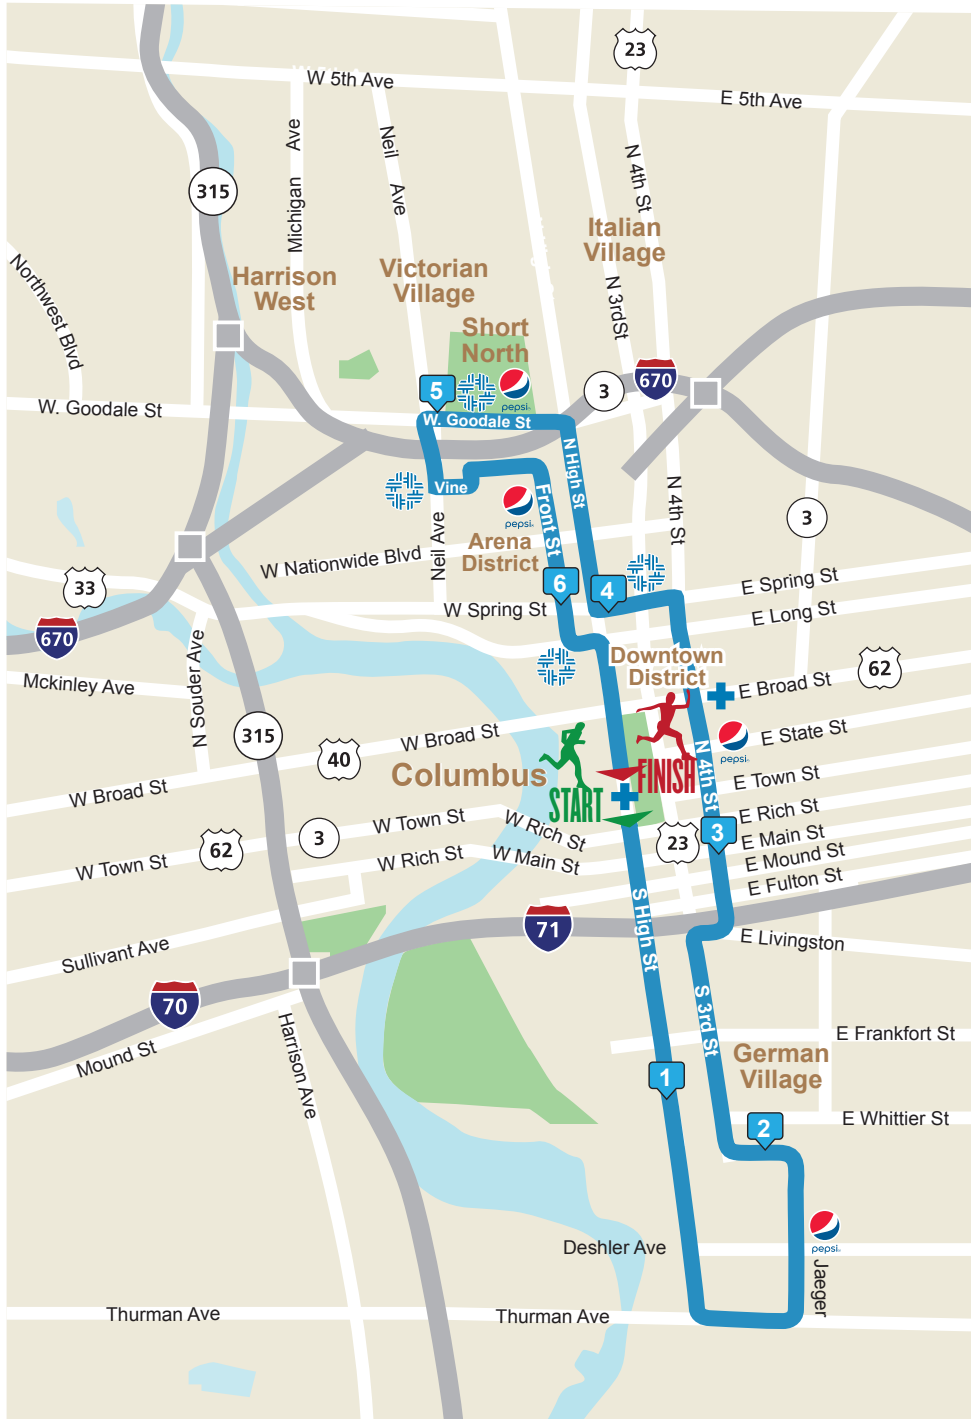 23
W 5th Ave
E 5th Ave
Michigan Ave
Neil Ave
N 4th St
315
Italian
Village
Northwest Blvd
Harrison
West
Victorian
Village
N 3rdSt
Short
North
670
3
5
pepsi
W. Goodale St
W. Goodale St
N High St
Vine
Front St
pepsi
N 4th St
3
Arena
District
Neil Ave
W Nationwide Blvd
33
6
4
E Spring St
W Spring St
E Long St
670
N Souder Ave
Downtown
District
62
Mckinley Ave
E Broad St
315
40
W Broad St
E State St
pepsi
N 4th St
Columbus
START
FINISH
E Town St
W Broad St
E Rich St
W Town St
W Rich St
3
E Main St
62
3
23
W Rich St
W Main St
E Mound St
W Town St
E Fulton St
71
S High St
E Livingston
Sullivant Ave
70
S 3rd St
Mound St
Harrison Ave
E Frankfort St
German
Village
1
2
E Whittier St
pepsi
Deshler Ave
Jaeger
Thurman Ave
Thurman Ave